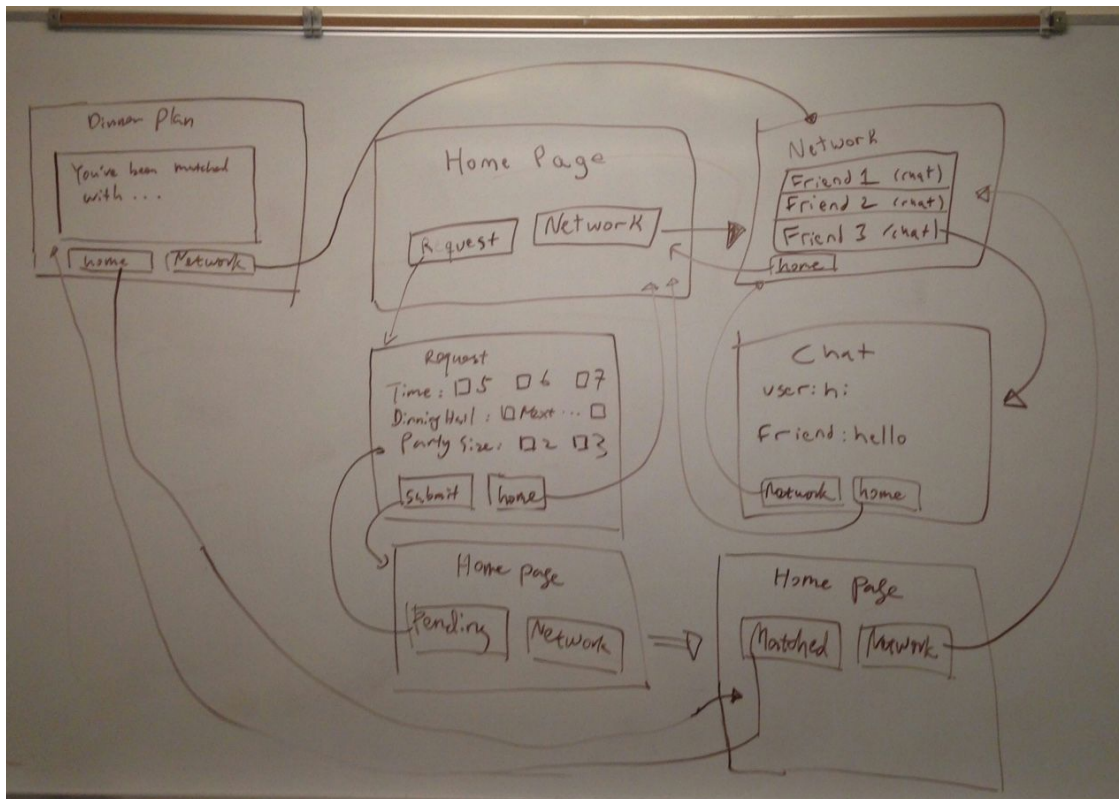 Dinner Plan
You've been matched
with ...
home Network
Home Page
Request Network
Network
Friend 1 (chat)
Friend 2 (chat)
Friend 3 (chat)
home
Request
Time: 5 6 7
Dinning Hall: Next ...
Party Size: 2 3
submit home
Chat
user: hi
Friend: hello
Network home
Home page
Pending Network
Home page
Matched Network